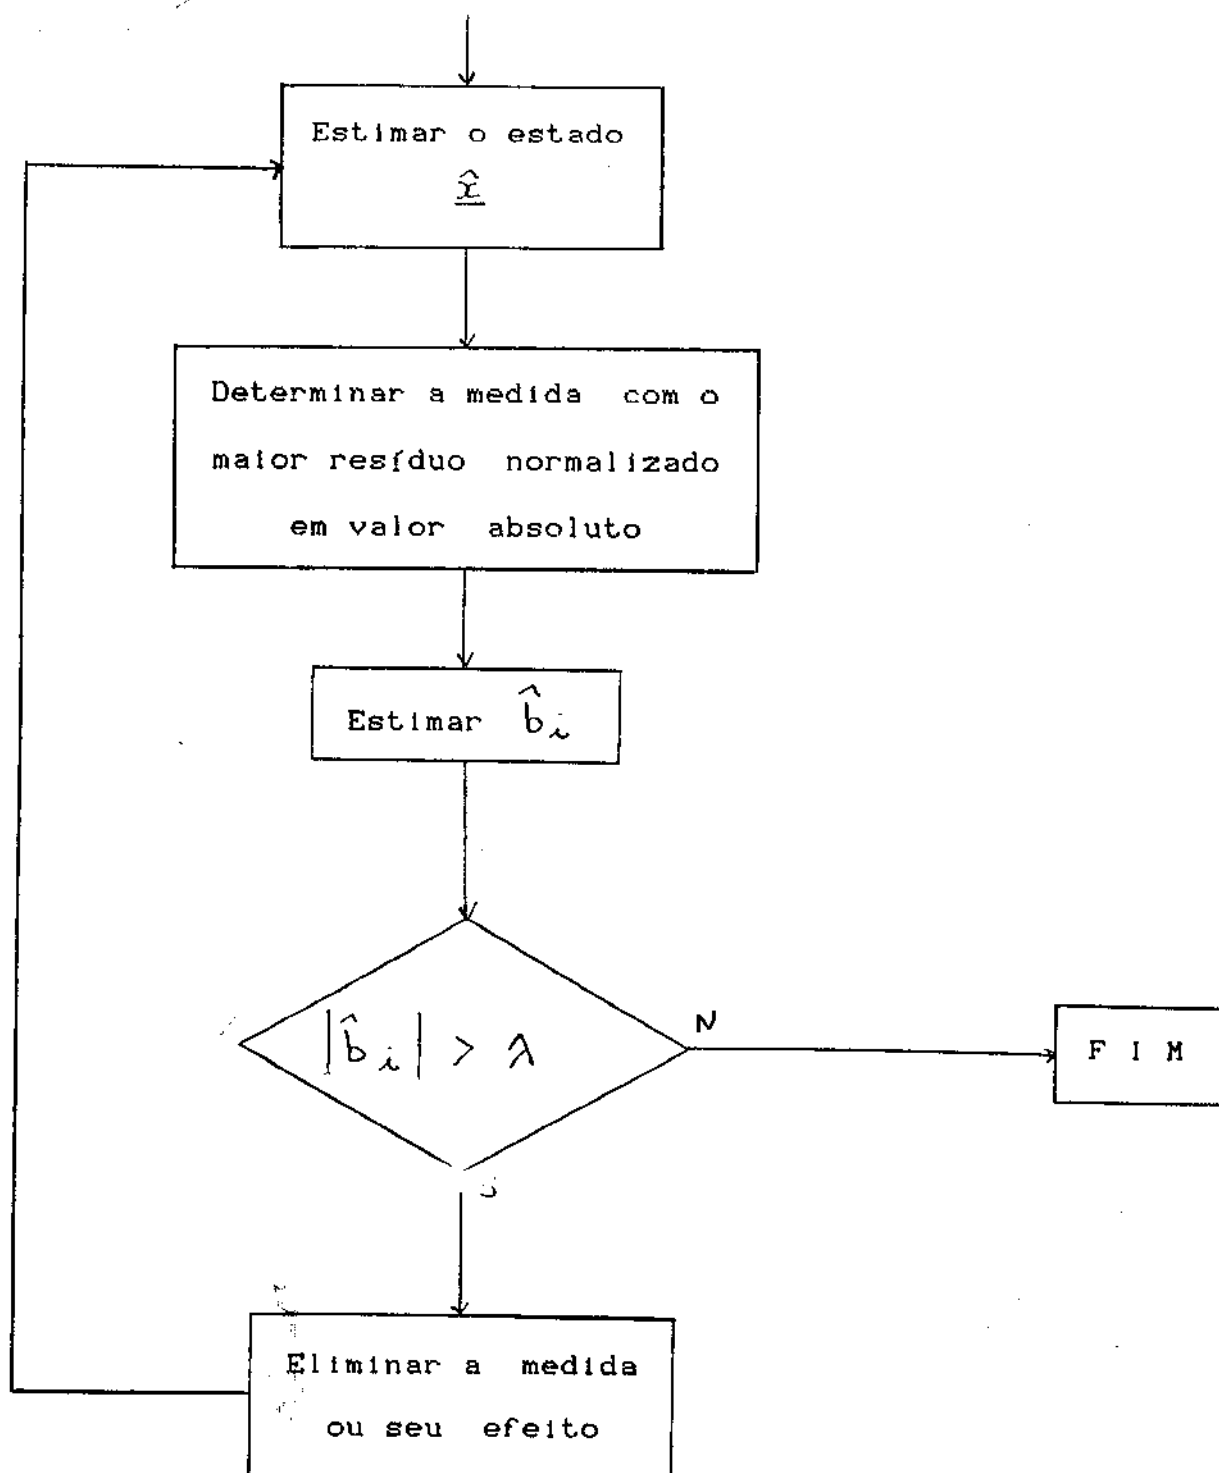 Estimar o estado
x̂
Determinar a medida com o
maior resíduo normalizado
em valor absoluto
Estimar b̂i
|b̂i| > λ
N
F I M
S
Eliminar a medida
ou seu efeito